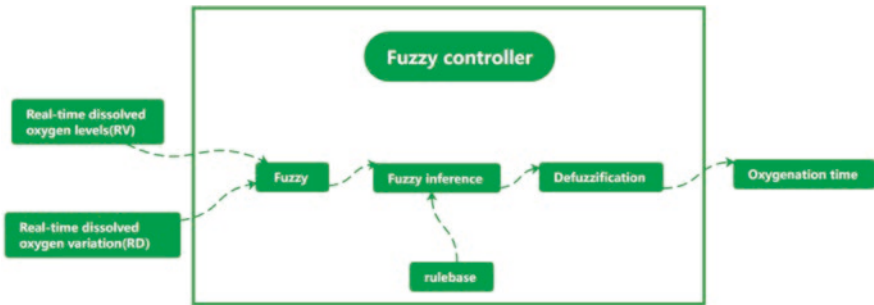 Fuzzy controller
Real-time dissolved
oxygen levels(RV)
Fuzzy
Fuzzy inference
Defuzzification
Oxygenation time
Real-time dissolved
oxygen variation(RD)
rulebase